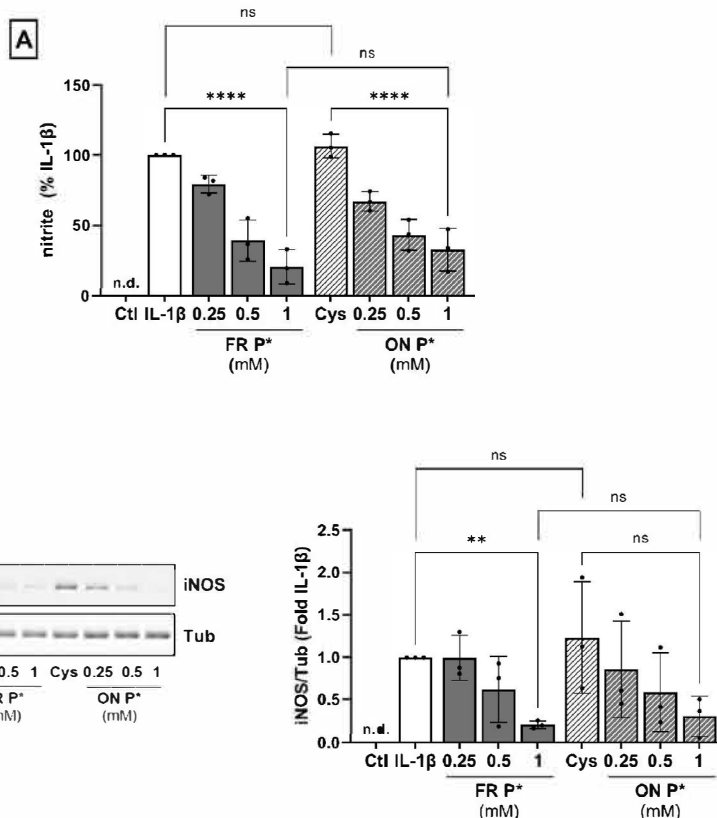 A
ns
ns
**** ****
150
100
50
0
nitrite (% IL-1β)
n.d.
Ctl IL-1β 0.25 0.5 1 Cys 0.25 0.5 1
FR P* ON P*
(mM) (mM)
iNOS
Tub
0.5 1 Cys 0.25 0.5 1
R P* ON P*
mM) (mM)
ns
ns
** ns
2.5
2.0
1.5
1.0
0.5
0.0
iNOS/Tub (Fold IL-1β)
n.d.
Ctl IL-1β 0.25 0.5 1 Cys 0.25 0.5 1
FR P* ON P*
(mM) (mM)